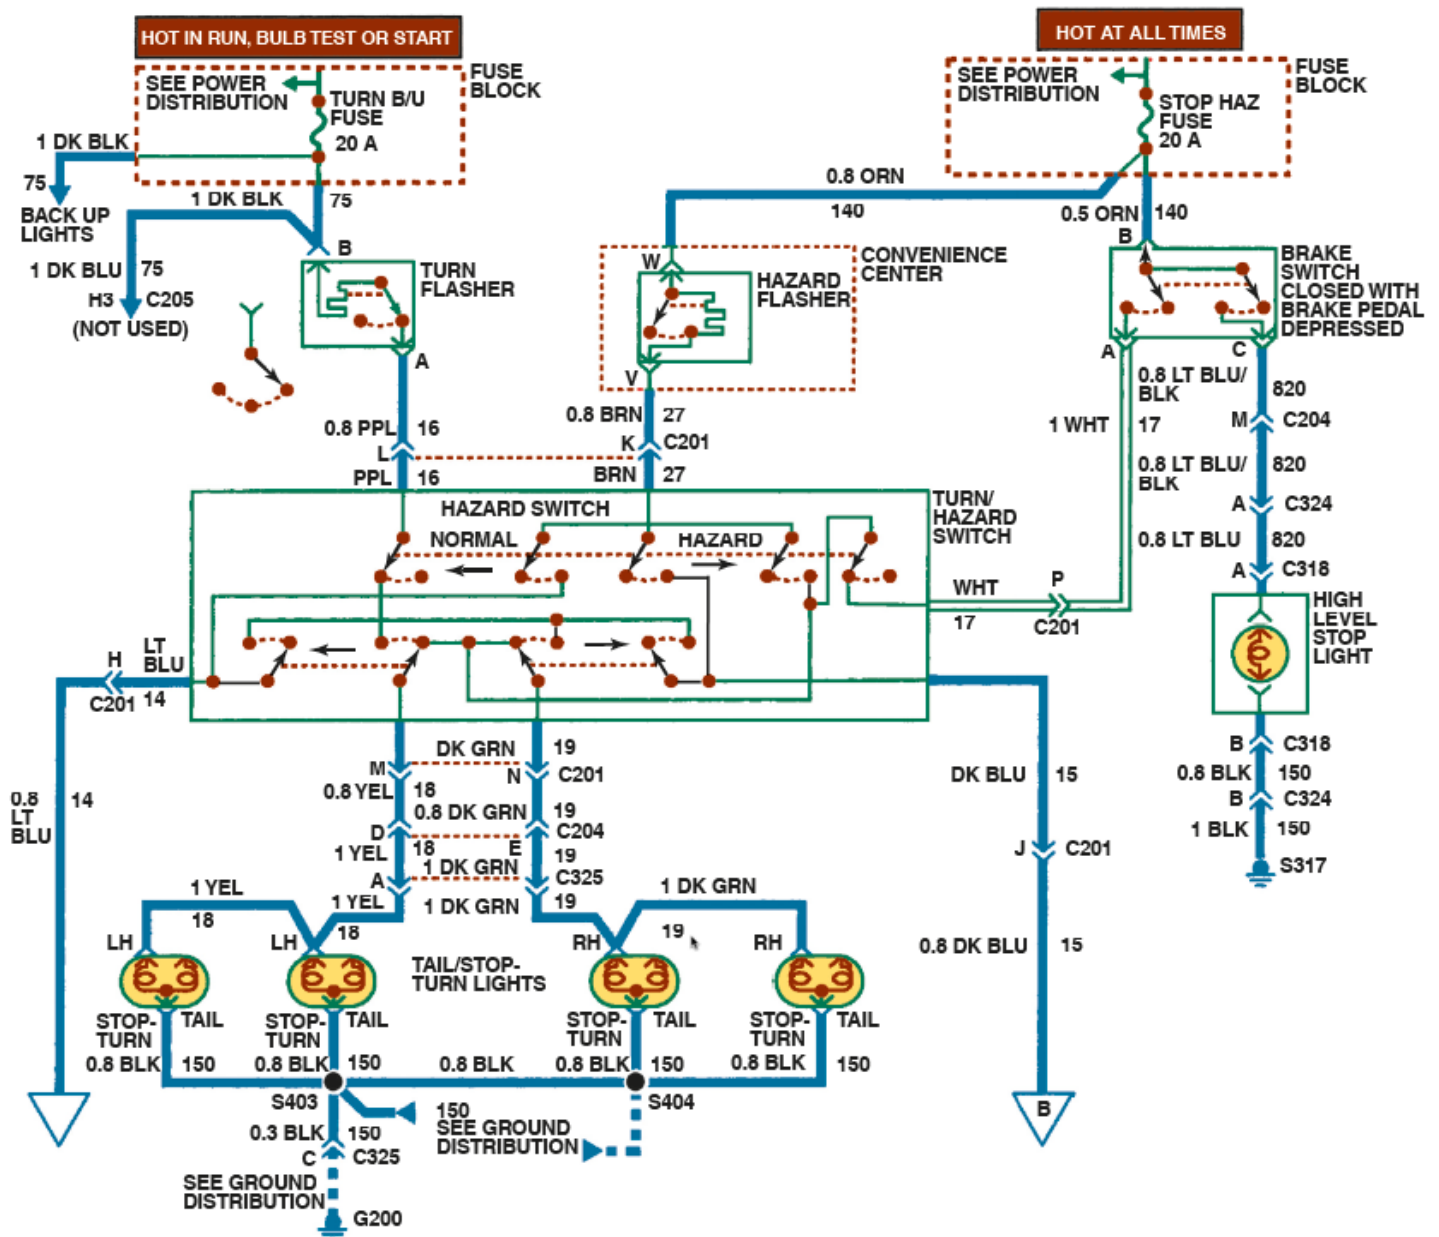 HOT IN RUN, BULB TEST OR START
HOT AT ALL TIMES
SEE POWER
DISTRIBUTION
TURN B/U
FUSE
20 A
FUSE
BLOCK
SEE POWER
DISTRIBUTION
STOP HAZ
FUSE
20 A
FUSE
BLOCK
1 DK BLK
75
BACK UP
LIGHTS
1 DK BLK
75
1 DK BLU
75
H3
C205
(NOT USED)
B
TURN
FLASHER
A
0.8 ORN
140
0.5 ORN
140
W
CONVENIENCE
CENTER
HAZARD
FLASHER
V
B
BRAKE
SWITCH
CLOSED WITH
BRAKE PEDAL
DEPRESSED
A
C
0.8 PPL
16
L
PPL
16
0.8 BRN
27
K
C201
BRN
27
0.8 LT BLU/
BLK
820
1 WHT
17
M
C204
0.8 LT BLU/
BLK
820
A
C324
0.8 LT BLU
820
A
C318
HIGH
LEVEL
STOP
LIGHT
HAZARD SWITCH
NORMAL
HAZARD
TURN/
HAZARD
SWITCH
WHT
17
P
C201
H
LT
BLU
C201
14
0.8
LT
BLU
14
DK GRN
19
M
N
C201
0.8 YEL
18
0.8 DK GRN
19
D
C204
1 YEL
18
E
1 DK GRN
19
A
C325
1 YEL
18
1 DK GRN
19
DK BLU
15
J
C201
0.8 DK BLU
15
B
B
C318
0.8 BLK
150
B
C324
1 BLK
150
S317
1 YEL
18
1 DK GRN
19
LH
LH
RH
RH
TAIL/STOP-
TURN LIGHTS
STOP-
TURN
TAIL
STOP-
TURN
TAIL
STOP-
TURN
TAIL
STOP-
TURN
TAIL
0.8 BLK
150
0.8 BLK
150
0.8 BLK
0.8 BLK
150
0.8 BLK
150
S403
S404
150
SEE GROUND
DISTRIBUTION
0.3 BLK
150
C
C325
SEE GROUND
DISTRIBUTION
G200